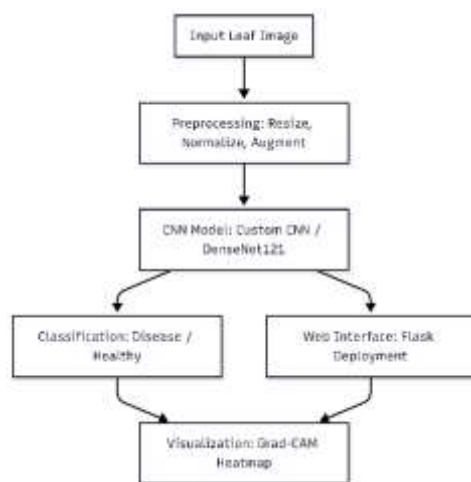 Input Leaf Image
Preprocessing: Resize,
Normalize, Augment
CNN Model: Custom CNN /
DenseNet121
Classification: Disease /
Healthy
Web Interface: Flask
Deployment
Visualization: Grad-CAM
Heatmap